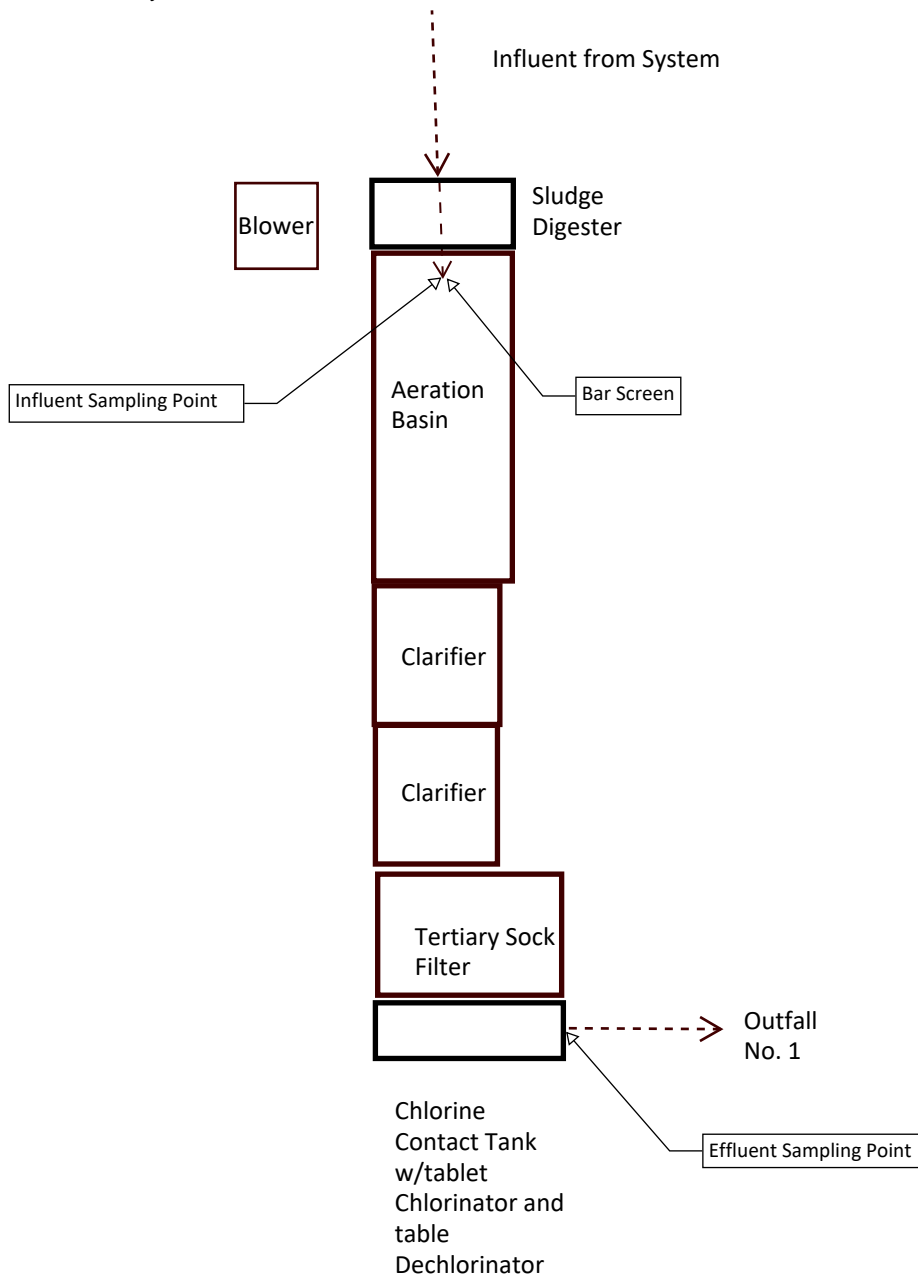 Influent from System
Sludge
Digester
Blower
Influent Sampling Point
Aeration
Basin
Bar Screen
Clarifier
Clarifier
Tertiary Sock
Filter
Outfall
No. 1
Chlorine
Contact Tank
w/tablet
Chlorinator and
table
Dechlorinator
Effluent Sampling Point